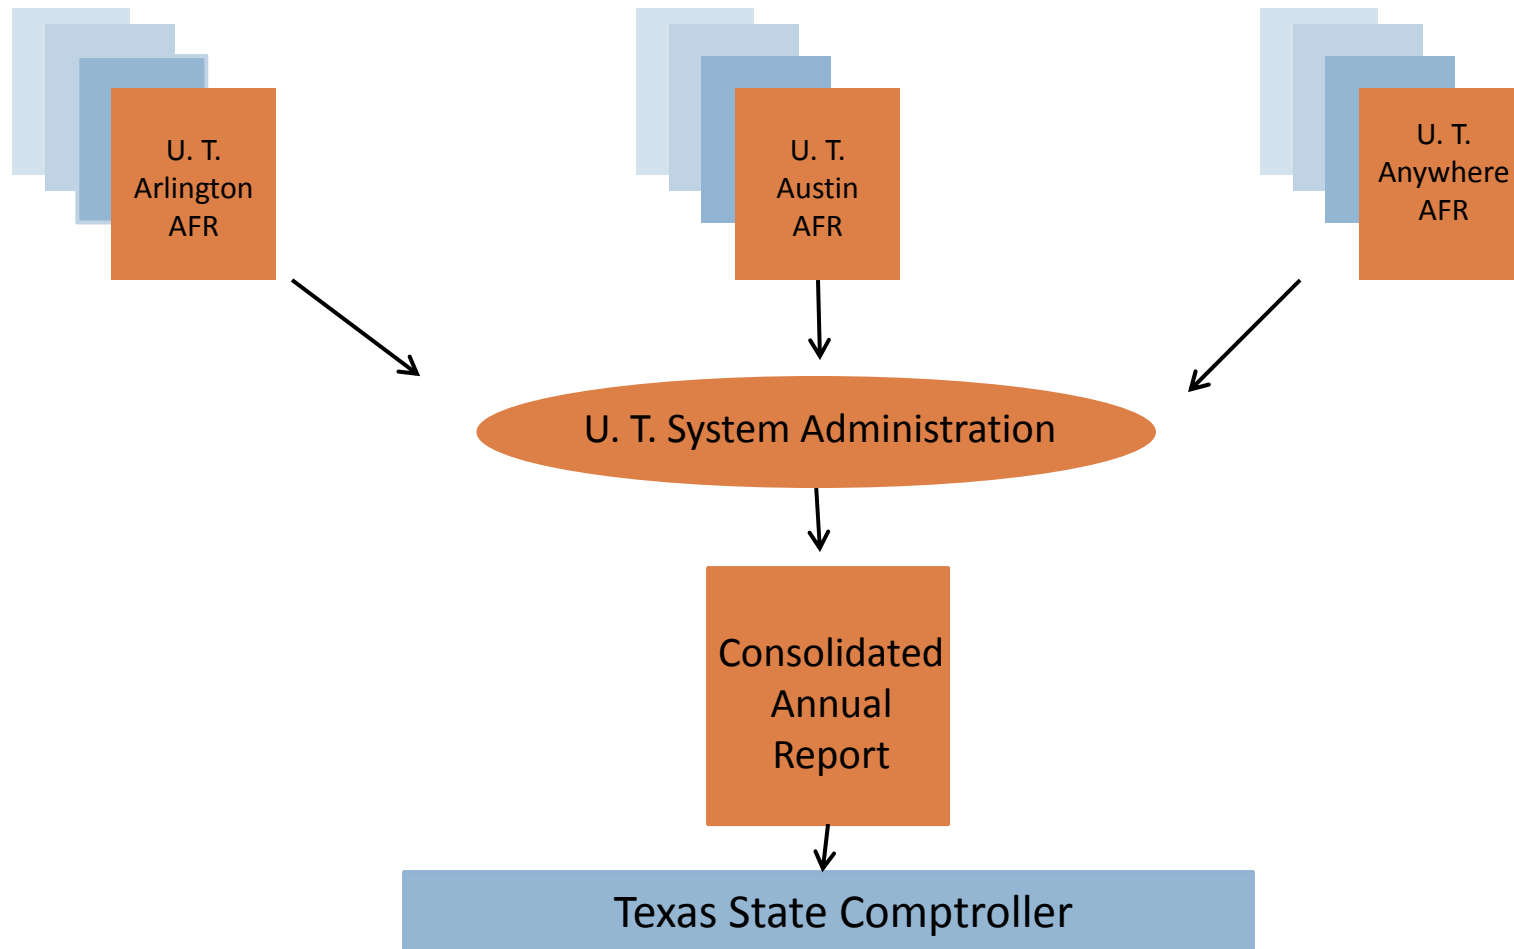 U. T.
Arlington
AFR
U. T.
Austin
AFR
U. T.
Anywhere
AFR
U. T. System Administration
Consolidated
Annual
Report
Texas State Comptroller